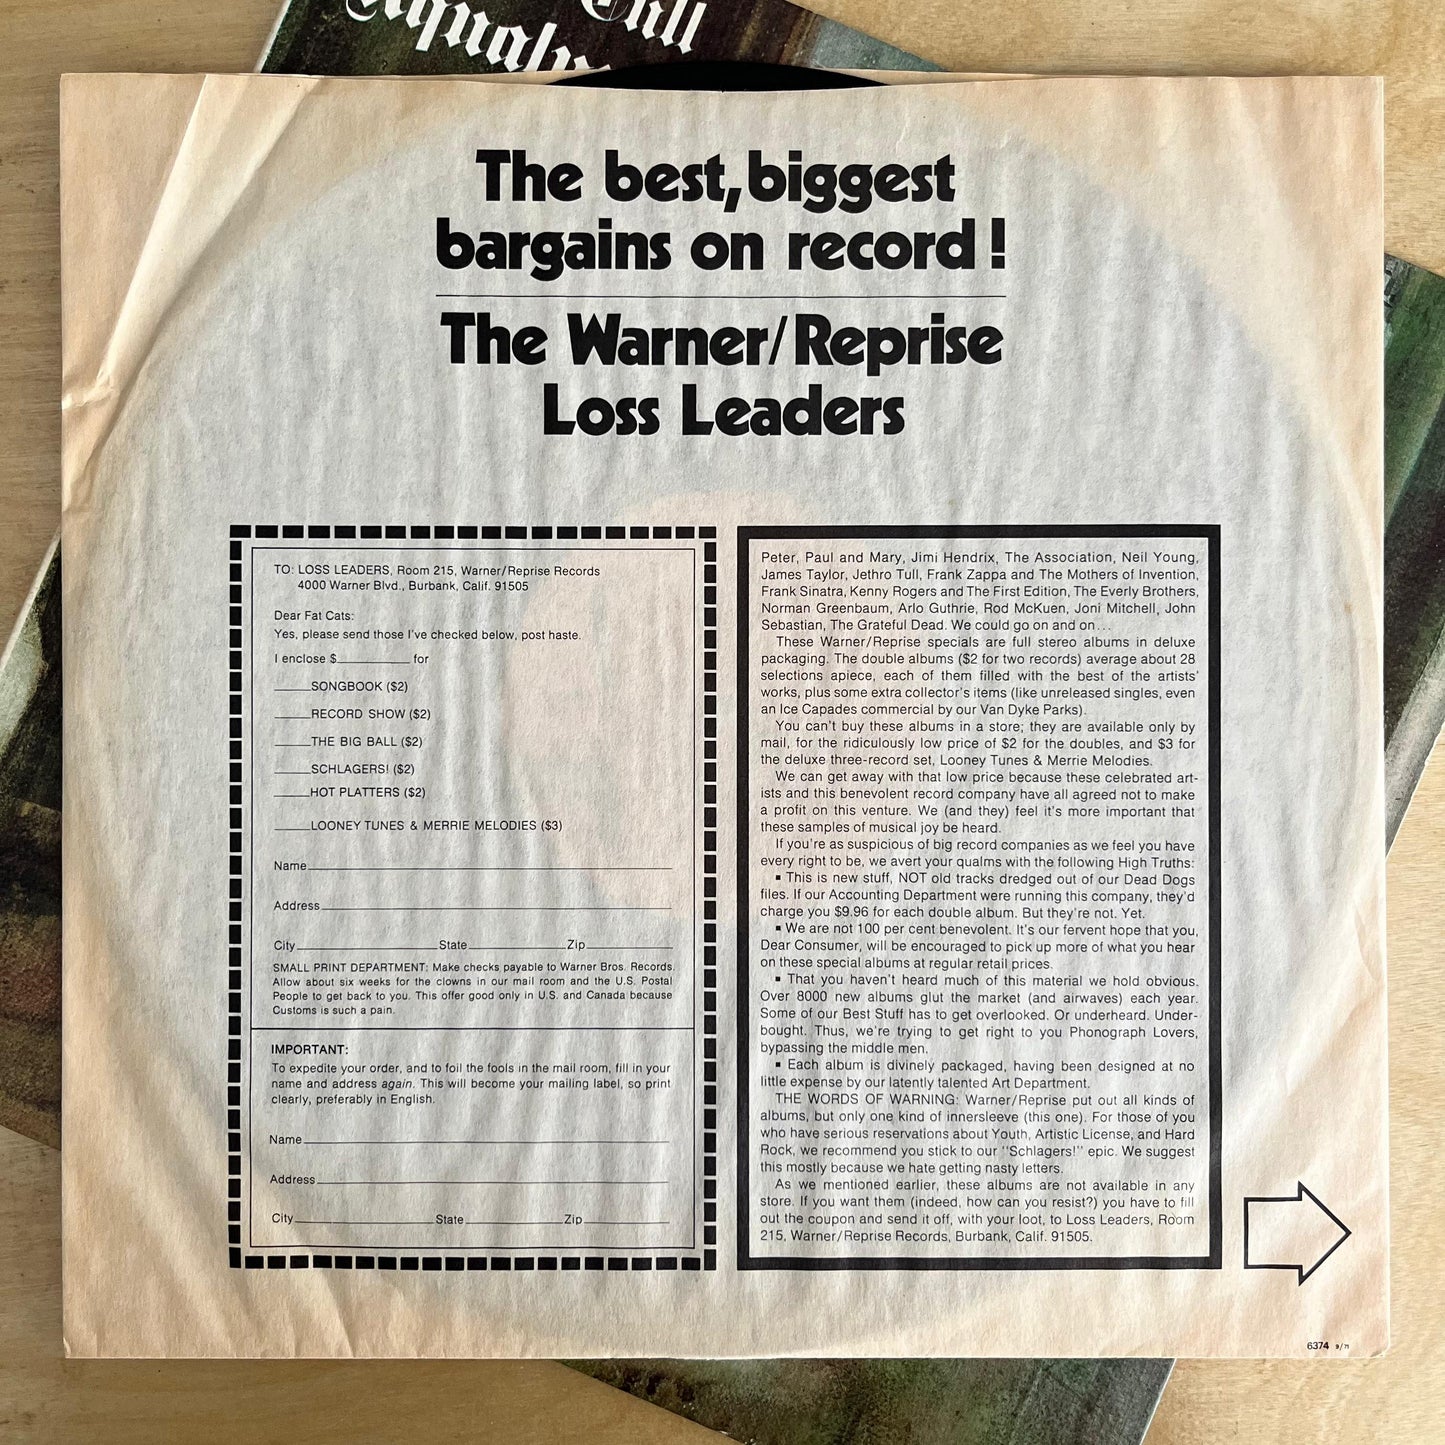 Tull
Aqualu
The best, biggest
bargains on record!
The Warner/Reprise
Loss Leaders
TO: LOSS LEADERS, Room 215, Warner/Reprise Records
4000 Warner Blvd., Burbank, Calif. 91505
Dear Fat Cats:
Yes, please send those I've checked below, post haste.
I enclose $________ for
____SONGBOOK ($2)
____RECORD SHOW ($2)
____THE BIG BALL ($2)
____SCHLAGERS! ($2)
____HOT PLATTERS ($2)
____LOONEY TUNES & MERRIE MELODIES ($3)
Name____
Address____
City____State____Zip____
SMALL PRINT DEPARTMENT: Make checks payable to Warner Bros. Records.
Allow about six weeks for the clowns in our mail room and the U.S. Postal
People to get back to you. This offer good only in U.S. and Canada because
Customs is such a pain.
IMPORTANT:
To expedite your order, and to foil the fools in the mail room, fill in your
name and address again. This will become your mailing label, so print
clearly, preferably in English.
Name____
Address____
City____State____Zip____
Peter, Paul and Mary, Jimi Hendrix, The Association, Neil Young,
James Taylor, Jethro Tull, Frank Zappa and The Mothers of Invention,
Frank Sinatra, Kenny Rogers and The First Edition, The Everly Brothers,
Norman Greenbaum, Arlo Guthrie, Rod McKuen, Joni Mitchell, John
Sebastian, The Grateful Dead. We could go on and on...
These Warner/Reprise specials are full stereo albums in deluxe
packaging. The double albums ($2 for two records) average about 28
selections apiece, each of them filled with the best of the artists'
works, plus some extra collector's items (like unreleased singles, even
an Ice Capades commercial by our Van Dyke Parks).
You can't buy these albums in a store; they are available only by
mail, for the ridiculously low price of $2 for the doubles, and $3 for
the deluxe three-record set, Looney Tunes & Merrie Melodies.
We can get away with that low price because these celebrated art-
ists and this benevolent record company have all agreed not to make
a profit on this venture. We (and they) feel it's more important that
these samples of musical joy be heard.
If you're as suspicious of big record companies as we feel you have
every right to be, we avert your qualms with the following High Truths:
▪ This is new stuff, NOT old tracks dredged out of our Dead Dogs
files. If our Accounting Department were running this company, they'd
charge you $9.96 for each double album. But they're not. Yet.
▪ We are not 100 per cent benevolent. It's our fervent hope that you,
Dear Consumer, will be encouraged to pick up more of what you hear
on these special albums at regular retail prices.
▪ That you haven't heard much of this material we hold obvious.
Over 8000 new albums glut the market (and airwaves) each year.
Some of our Best Stuff has to get overlooked. Or underheard. Under-
bought. Thus, we're trying to get right to you Phonograph Lovers,
bypassing the middle men.
▪ Each album is divinely packaged, having been designed at no
little expense by our latently talented Art Department.
THE WORDS OF WARNING: Warner/Reprise put out all kinds of
albums, but only one kind of innersleeve (this one). For those of you
who have serious reservations about Youth, Artistic License, and Hard
Rock, we recommend you stick to our "Schlagers!" epic. We suggest
this mostly because we hate getting nasty letters.
As we mentioned earlier, these albums are not available in any
store. If you want them (indeed, how can you resist?) you have to fill
out the coupon and send it off, with your loot, to Loss Leaders, Room
215, Warner/Reprise Records, Burbank, Calif. 91505.
6374 9/71